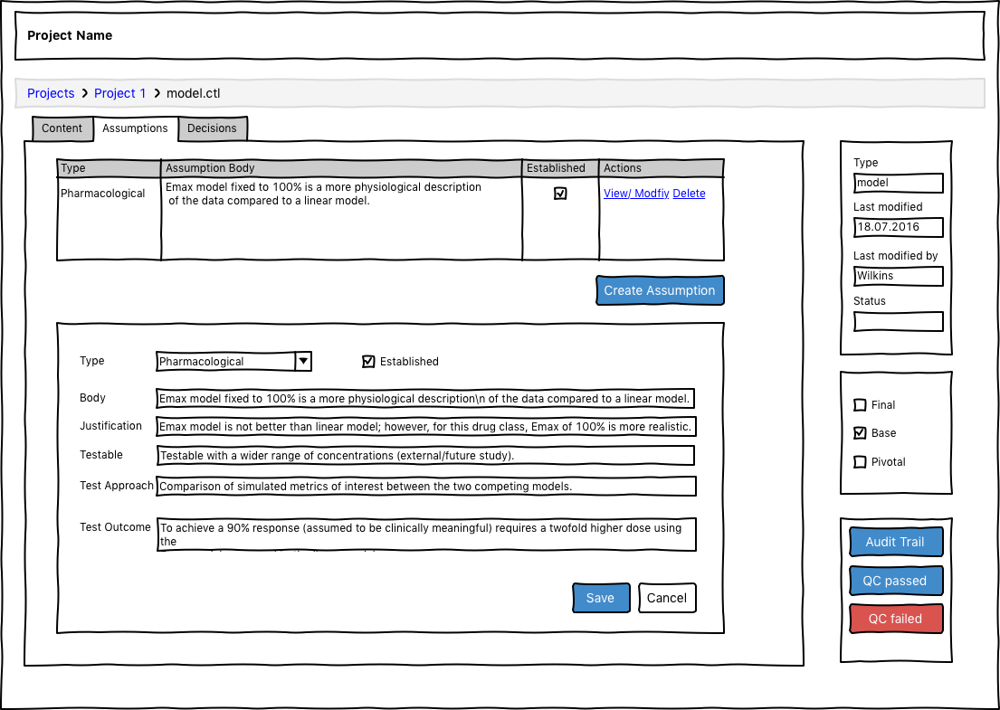 Project Name
Projects > Project 1 > model.ctl
Content Assumptions Decisions
Type Assumption Body Established Actions
Pharmacological
Emax model fixed to 100% is a more physiological description
of the data compared to a linear model.
View/ Modfiy Delete
Create Assumption
Type Pharmacological Established
Body Emax model fixed to 100% is a more physiological description\n of the data compared to a linear model.
Justification Emax model is not better than linear model; however, for this drug class, Emax of 100% is more realistic.
Testable Testable with a wider range of concentrations (external/future study).
Test Approach Comparison of simulated metrics of interest between the two competing models.
Test Outcome To achieve a 90% response (assumed to be clinically meaningful) requires a twofold higher dose using
the
Save Cancel
Type
model
Last modified
18.07.2016
Last modified by
Wilkins
Status
Final
Base
Pivotal
Audit Trail
QC passed
QC failed